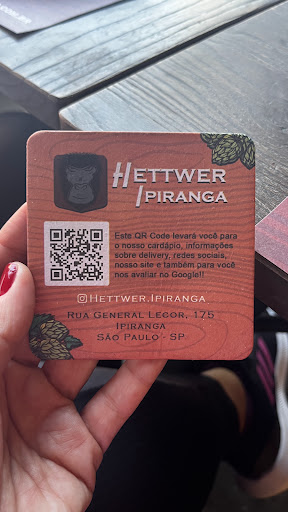 Hettwer
Ipiranga
Este QR Code levará você para
o nosso cardápio, informações
sobre delivery, redes sociais,
nosso site e também para você
nos avaliar no Google!!
Hettwer.Ipiranga
Rua General Lecor, 175
Ipiranga
São Paulo - SP